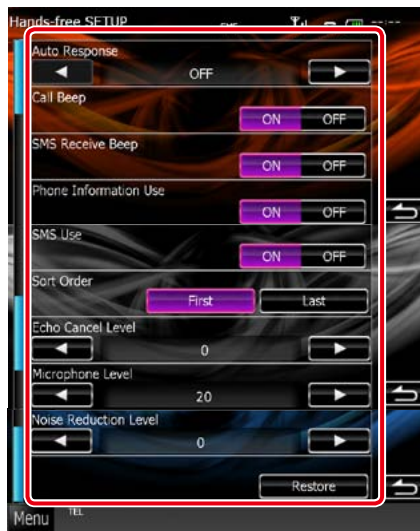 Hands-free SETUP
Auto Response
OFF
Call Beep
ON OFF
SMS Receive Beep
ON OFF
Phone Information Use
ON OFF
SMS Use
ON OFF
Sort Order
First Last
Echo Cancel Level
0
Microphone Level
20
Noise Reduction Level
0
Restore
Menu TEL